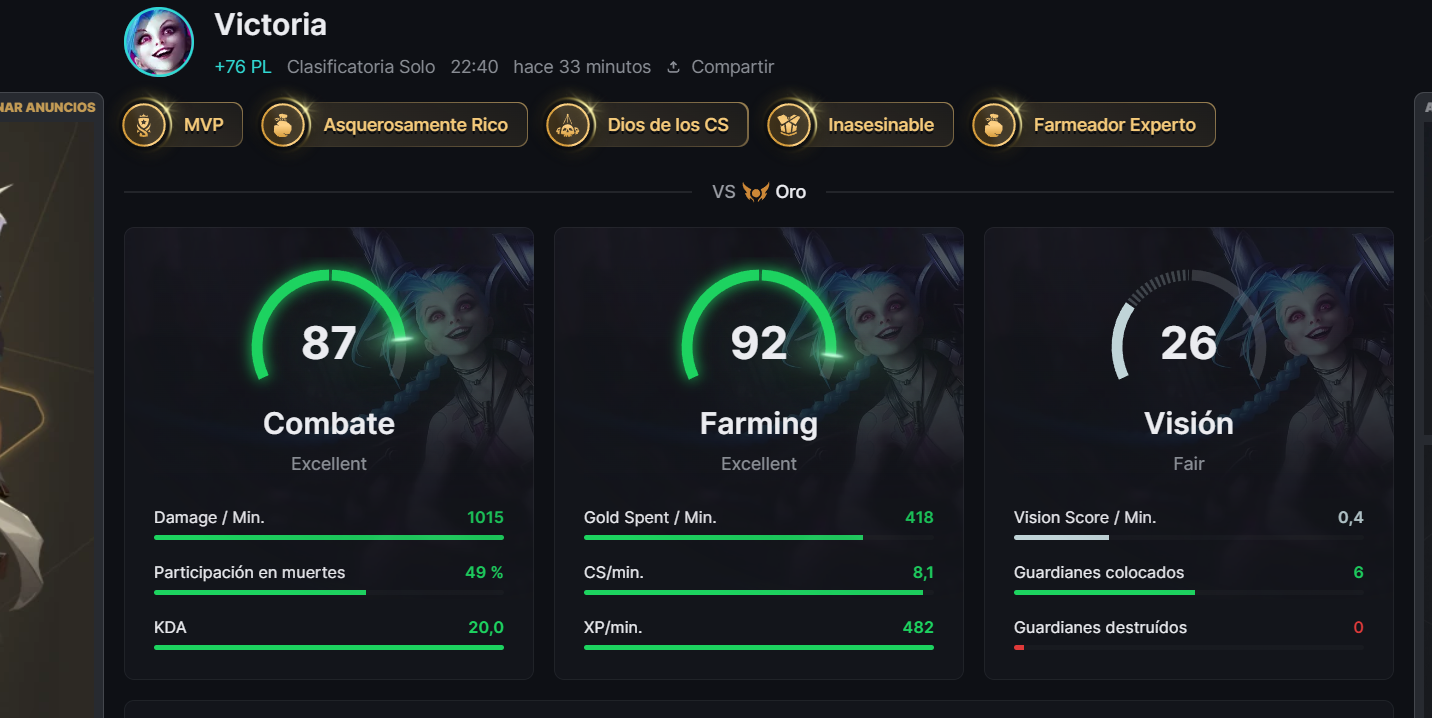 Victoria
+76 PL Clasificatoria Solo 22:40 hace 33 minutos Compartir
NAR ANUNCIOS
MVP Asquerosamente Rico Dios de los CS Inasesinable Farmeador Experto
VS Oro
87
Combate
Excellent
Damage / Min. 1015
Participación en muertes 49 %
KDA 20,0
92
Farming
Excellent
Gold Spent / Min. 418
CS/min. 8,1
XP/min. 482
26
Visión
Fair
Vision Score / Min. 0,4
Guardianes colocados 6
Guardianes destruídos 0